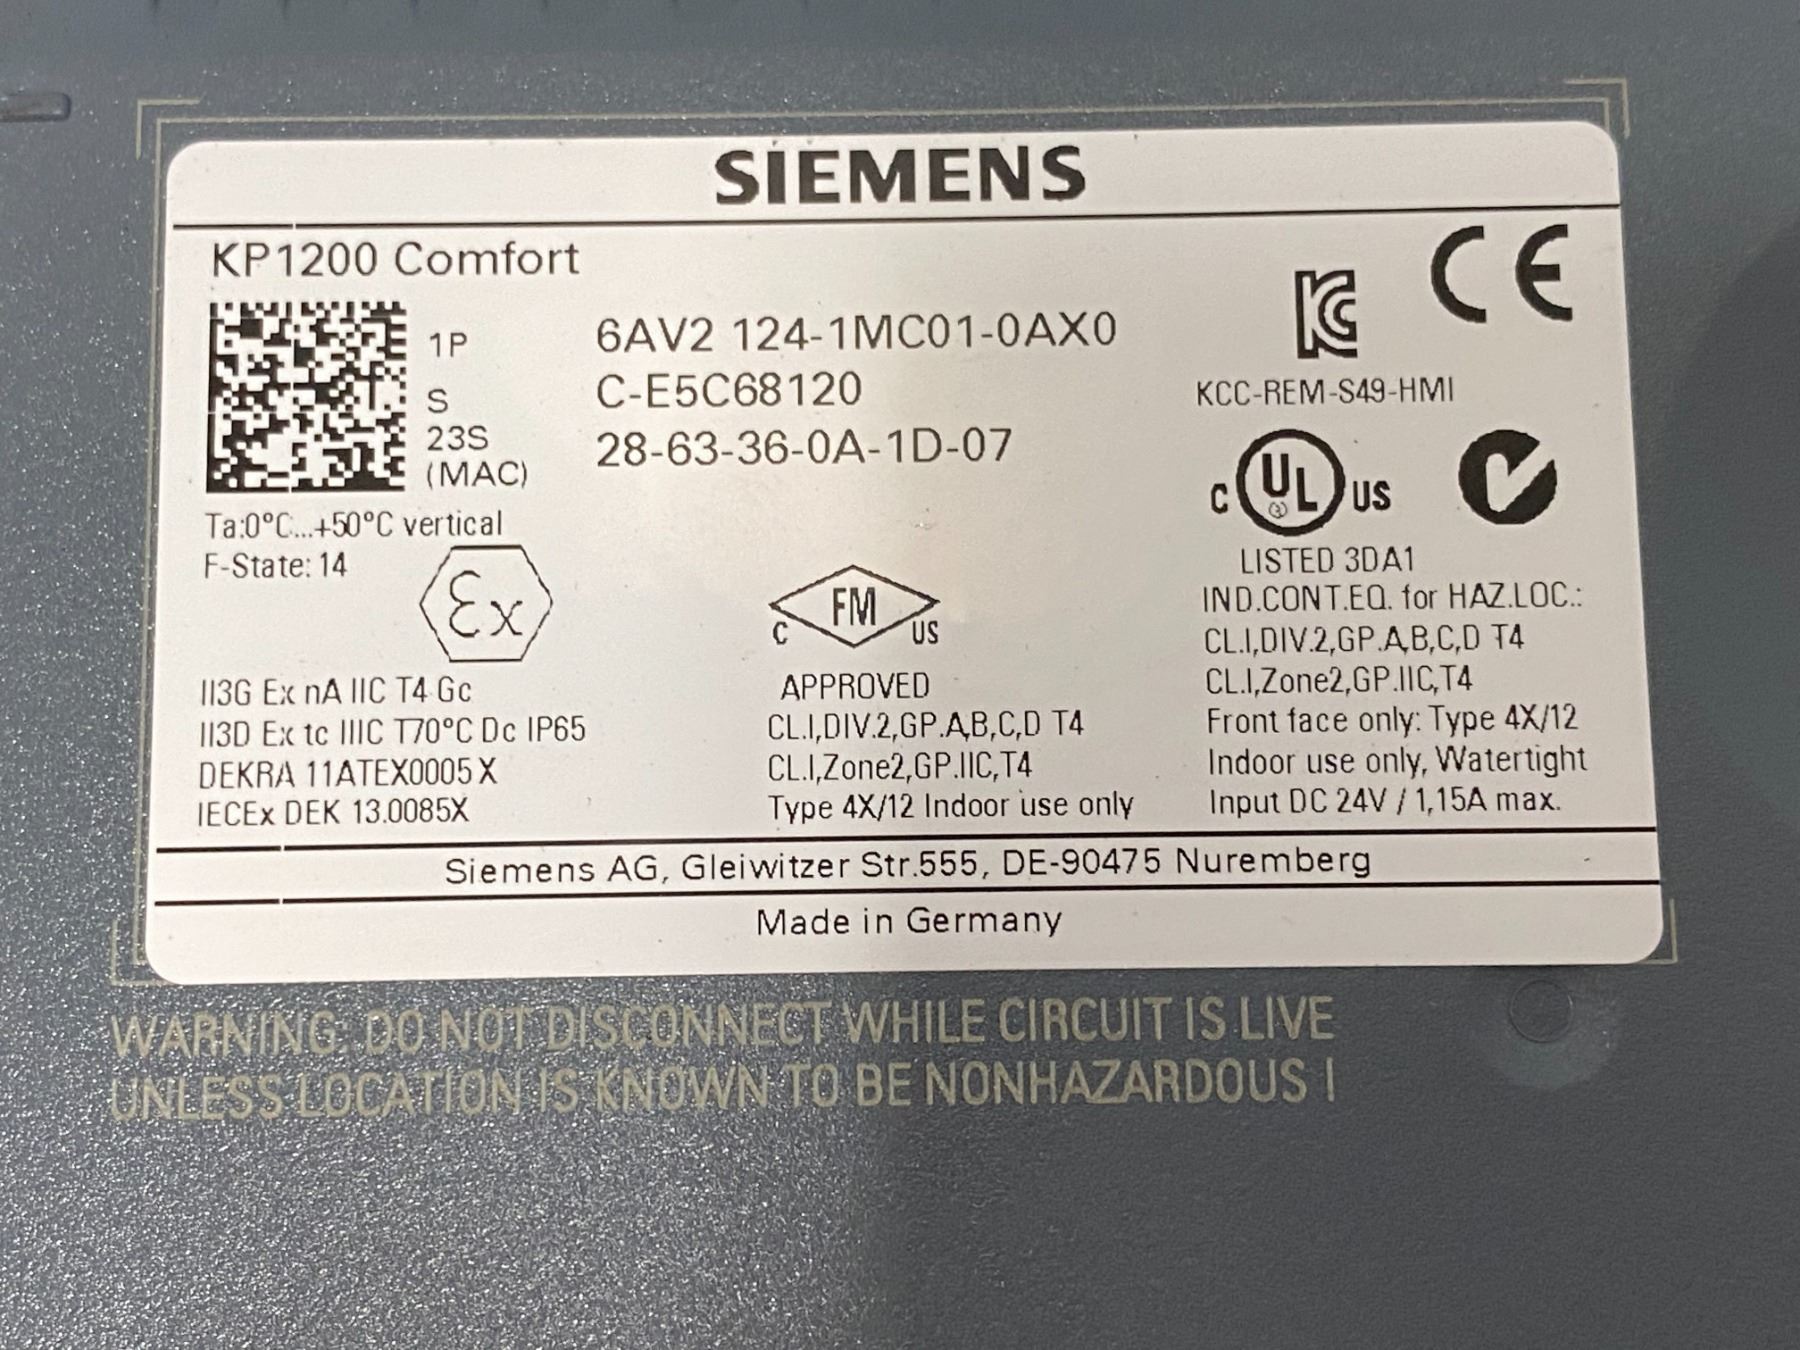 SIEMENS
KP1200 Comfort
1P 6AV2 124-1MC01-0AX0
S C-E5C68120
23S
(MAC) 28-63-36-0A-1D-07
Ta:0°C...+50°C vertical
F-State: 14
Ex
II3G Ex nA IIC T4 Gc
II3D Ex tc IIIC T70°C Dc IP65
DEKRA 11ATEX0005 X
IECEx DEK 13.0085X
C FM US
APPROVED
CL.I,DIV.2,GP.A,B,C,D T4
CL.I,Zone2,GP.IIC,T4
Type 4X/12 Indoor use only
KC CE
KCC-REM-S49-HMI
C UL US
LISTED 3DA1
IND.CONT.EQ. for HAZ.LOC.:
CL.I,DIV.2,GP.A,B,C,D T4
CL.I,Zone2,GP.IIC,T4
Front face only: Type 4X/12
Indoor use only, Watertight
Input DC 24V / 1,15A max.
Siemens AG, Gleiwitzer Str.555, DE-90475 Nuremberg
Made in Germany
WARNING: DO NOT DISCONNECT WHILE CIRCUIT IS LIVE
UNLESS LOCATION IS KNOWN TO BE NONHAZARDOUS !